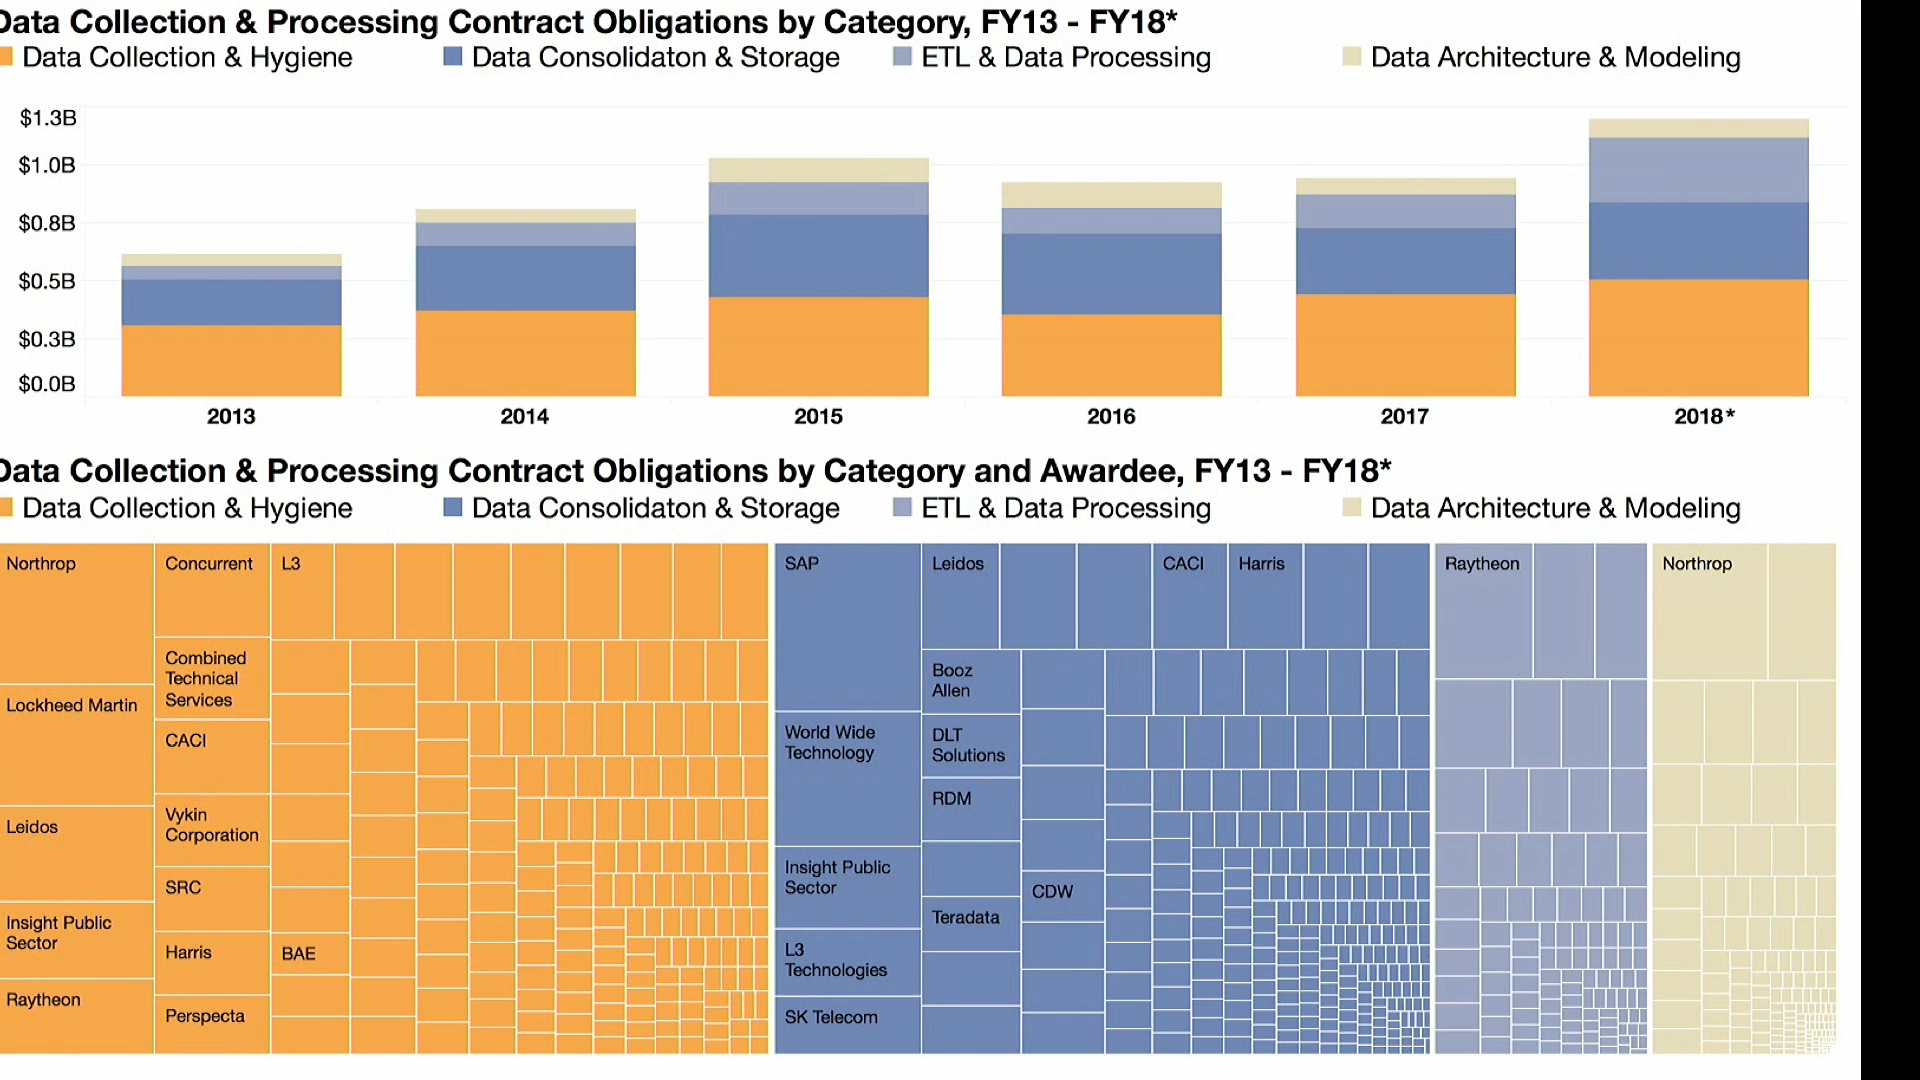 Data Collection & Processing Contract Obligations by Category, FY13 - FY18*
Data Collection & Hygiene
Data Consolidaton & Storage
ETL & Data Processing
Data Architecture & Modeling
$1.3B
$1.0B
$0.8B
$0.5B
$0.3B
$0.0B
2013
2014
2015
2016
2017
2018*
Data Collection & Processing Contract Obligations by Category and Awardee, FY13 - FY18*
Data Collection & Hygiene
Data Consolidaton & Storage
ETL & Data Processing
Data Architecture & Modeling
Northrop
Lockheed Martin
Leidos
Insight Public
Sector
Raytheon
Concurrent
Combined
Technical
Services
CACI
Vykin
Corporation
SRC
Harris
Perspecta
L3
BAE
SAP
World Wide
Technology
Insight Public
Sector
L3
Technologies
SK Telecom
Leidos
Booz
Allen
DLT
Solutions
RDM
Teradata
CDW
CACI
Harris
Raytheon
Northrop